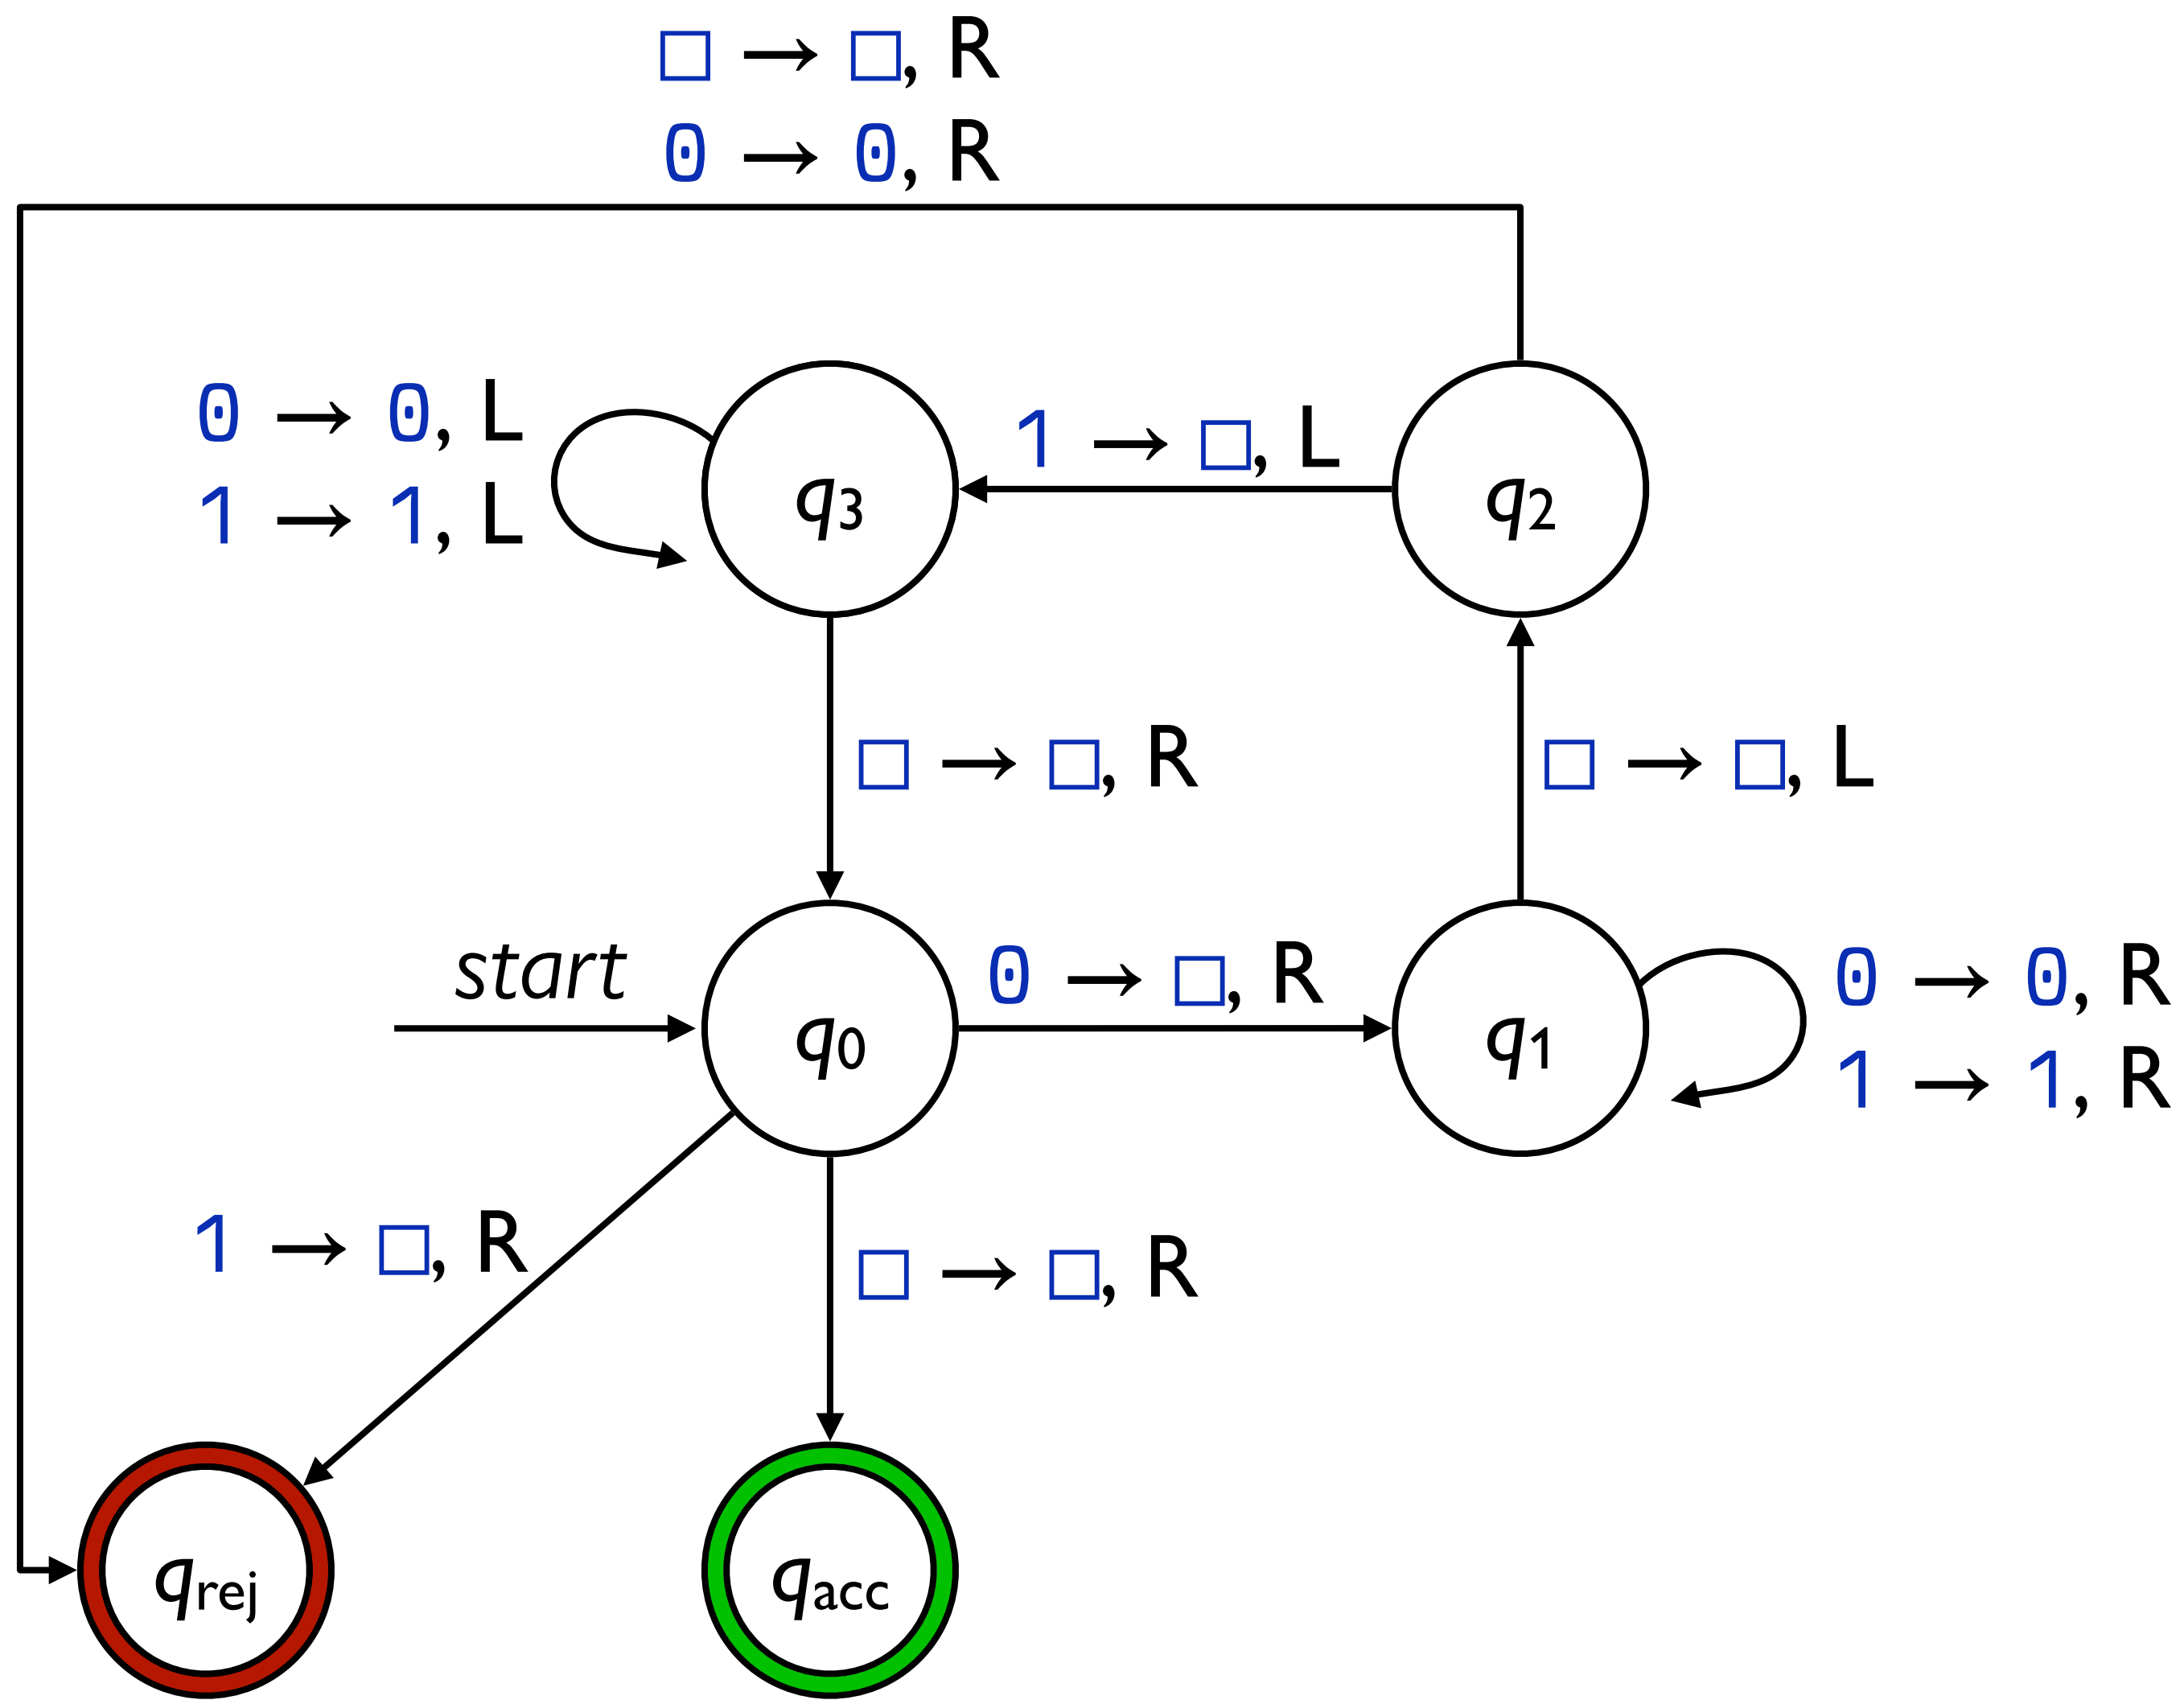 □ → □, R
0 → 0, R
0 → 0, L
1 → 1, L
q3
1 → □, L
q2
□ → □, R
□ → □, L
start
q0
0 → □, R
q1
0 → 0, R
1 → 1, R
1 → □, R
□ → □, R
qrej
qacc